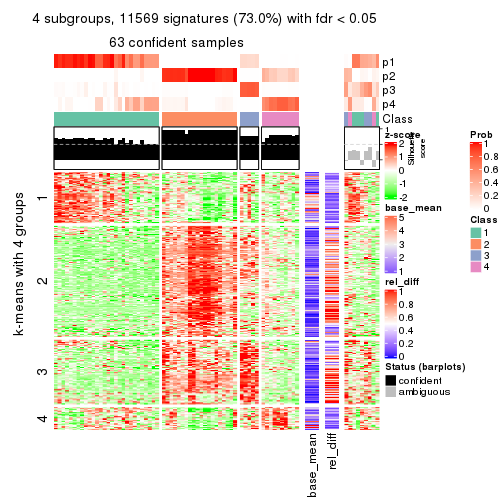 4 subgroups, 11569 signatures (73.0%) with fdr < 0.05
63 confident samples
p1
p2
p3
p4
Class
1
Silhouette
score
z-score
2
1
0
-1
-2
base_mean
5
4
3
2
1
rel_diff
1
0.8
0.6
0.4
0.2
0
Status (barplots)
confident
ambiguous
Prob
1
0.8
0.6
0.4
0.2
0
Class
1
2
3
4
k-means with 4 groups
1
2
3
4
base_mean
rel_diff